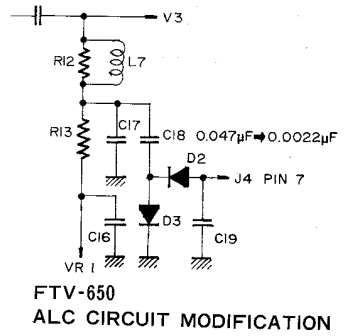 V3
R12
L7
R13
C17
C18 0.047µF➡0.0022µF
D2
J4 PIN 7
D3
C16
C19
VR 1
FTV-650
ALC CIRCUIT MODIFICATION